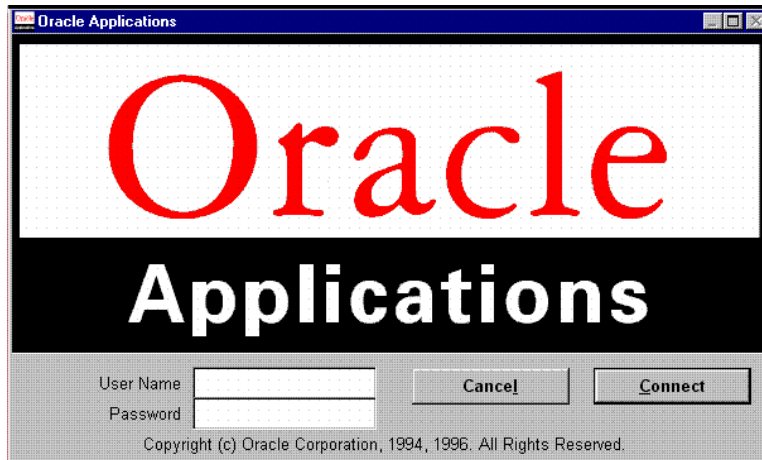 Oracle Applications
Oracle
Applications
User Name
Cancel
Connect
Password
Copyright (c) Oracle Corporation, 1994, 1996. All Rights Reserved.